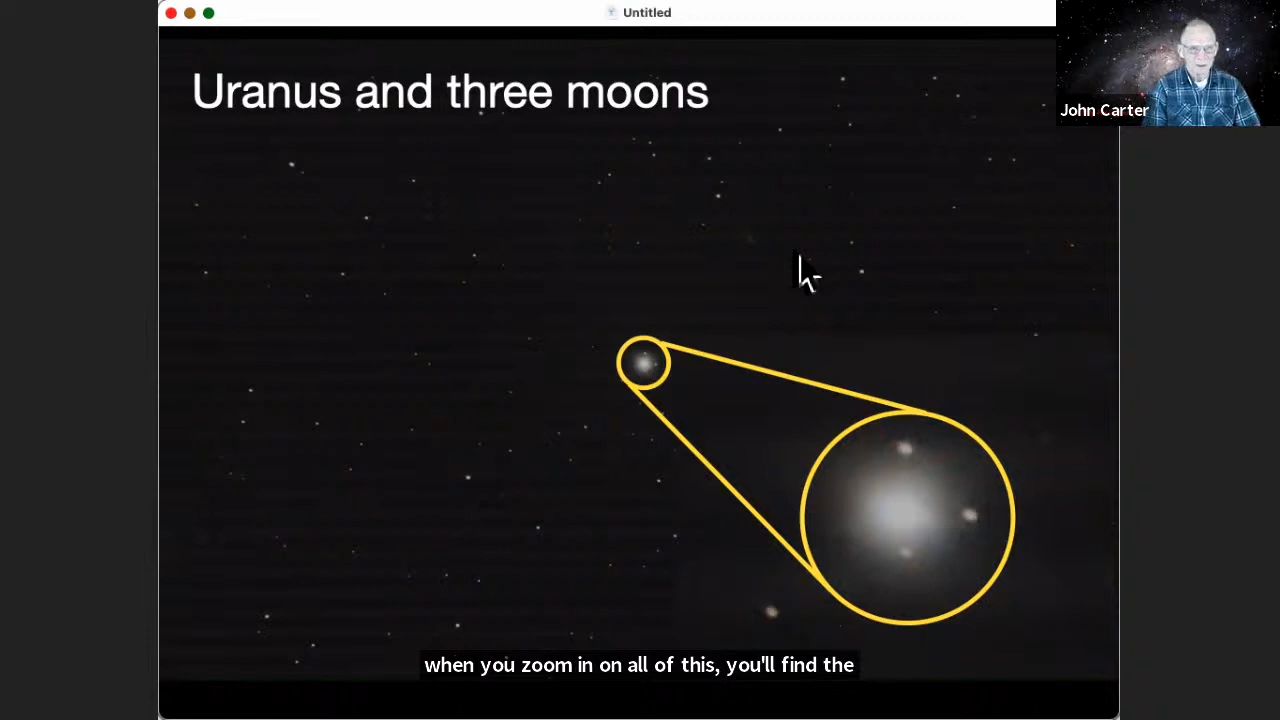 Untitled
Uranus and three moons
John Carter
when you zoom in on all of this, you'll find the